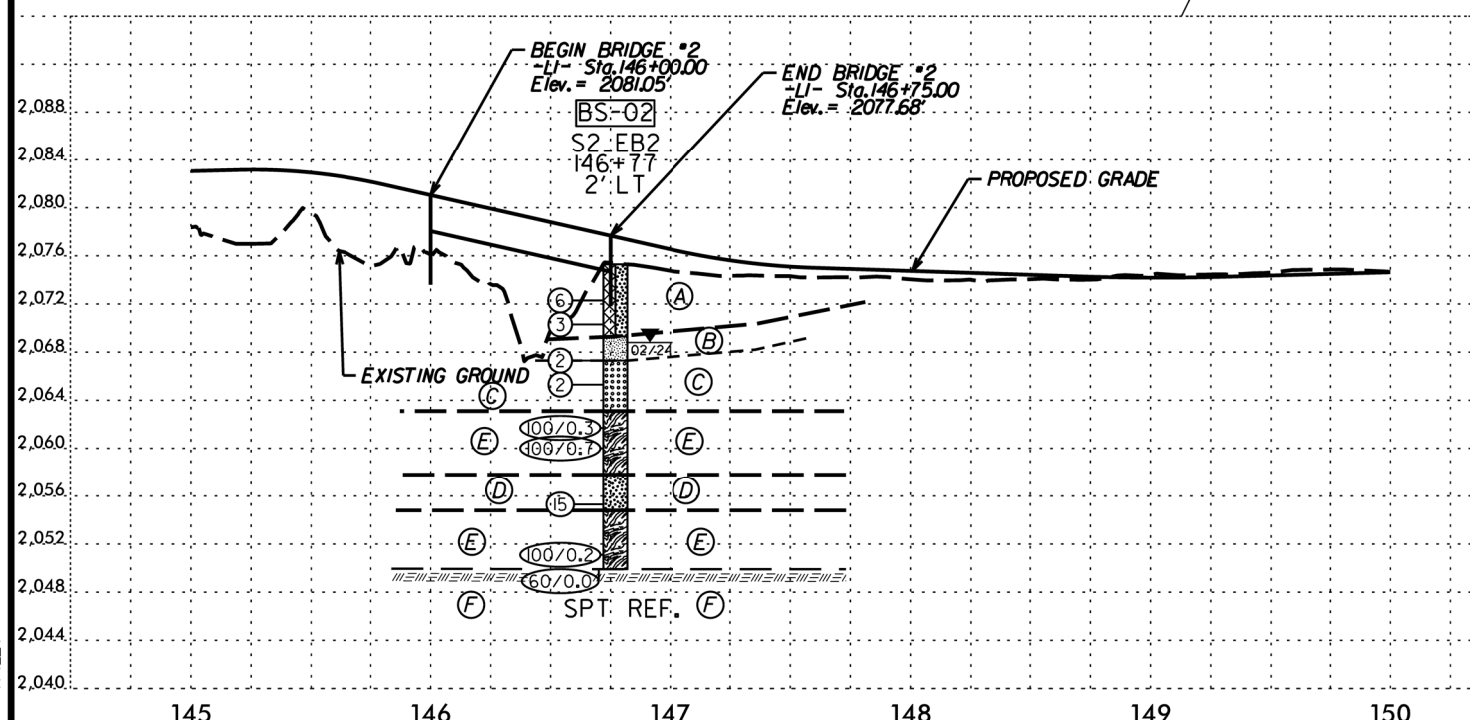 BEGIN BRIDGE #2
-L1- Sta.146+00.00
Elev.= 2081.05'
END BRIDGE #2
-L1- Sta.146+75.00
Elev.= 2077.68'
BS-02
S2_EB2
146+77
2' LT
PROPOSED GRADE
EXISTING GROUND
2,088
2,084
2,080
2,076
2,072
2,068
2,064
2,060
2,056
2,052
2,048
2,044
2,040
6
3
2
2
100/0.3
100/0.7
15
100/0.2
60/0.0
02/24
A
B
C
C
E
E
D
D
E
E
F
SPT REF.
F
145
146
147
148
149
150